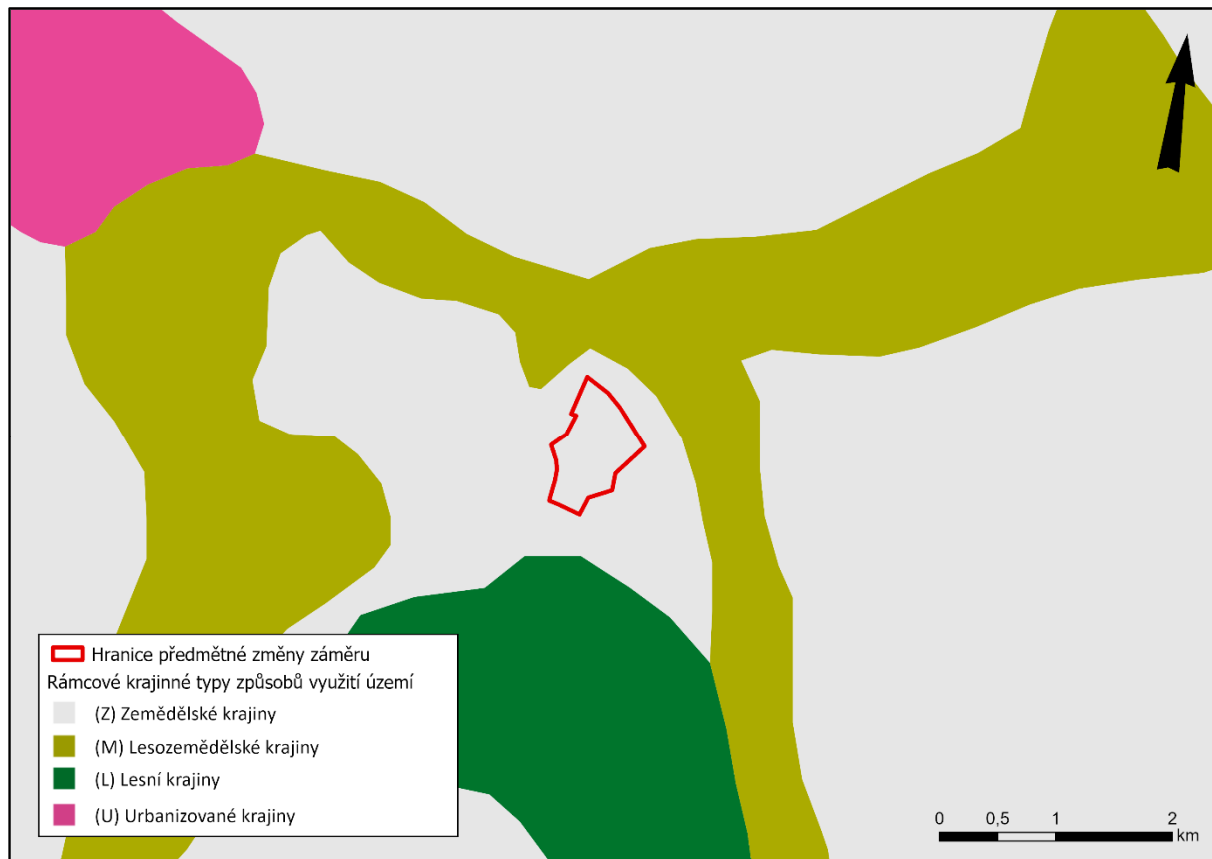 Hranice předmětné změny záměru
Rámcové krajinné typy způsobů využití území
(Z) Zemědělské krajiny
(M) Lesozemědělské krajiny
(L) Lesní krajiny
(U) Urbanizované krajiny
0 0,5 1 2
km